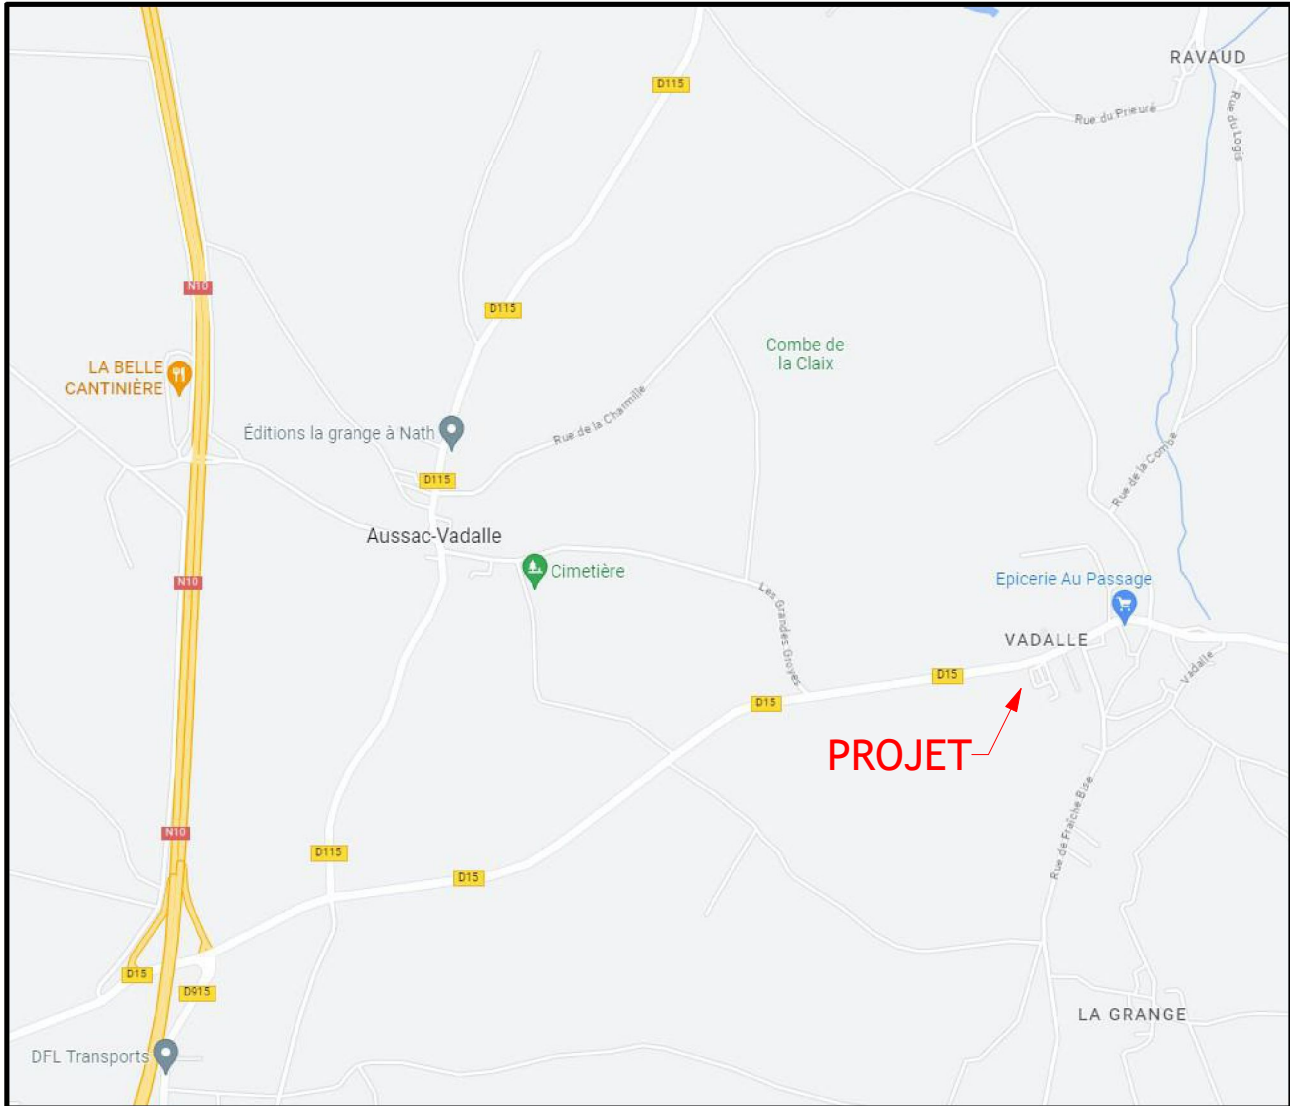 RAVAUD
D115
Rue du Prieuré
Rue du Logis
N10
D115
Combe de
la Claix
LA BELLE
CANTINIÈRE
Éditions la grange à Nath
Rue de la Charmille
D115
Rue de la Combe
Aussac-Vadalle
Cimetière
N10
Epicerie Au Passage
Les Grandes Groyes
VADALLE
Vadalle
D15
D15
PROJET
N10
D115
Rue de Fraîche Bise
D15
D15
D915
LA GRANGE
DFL Transports